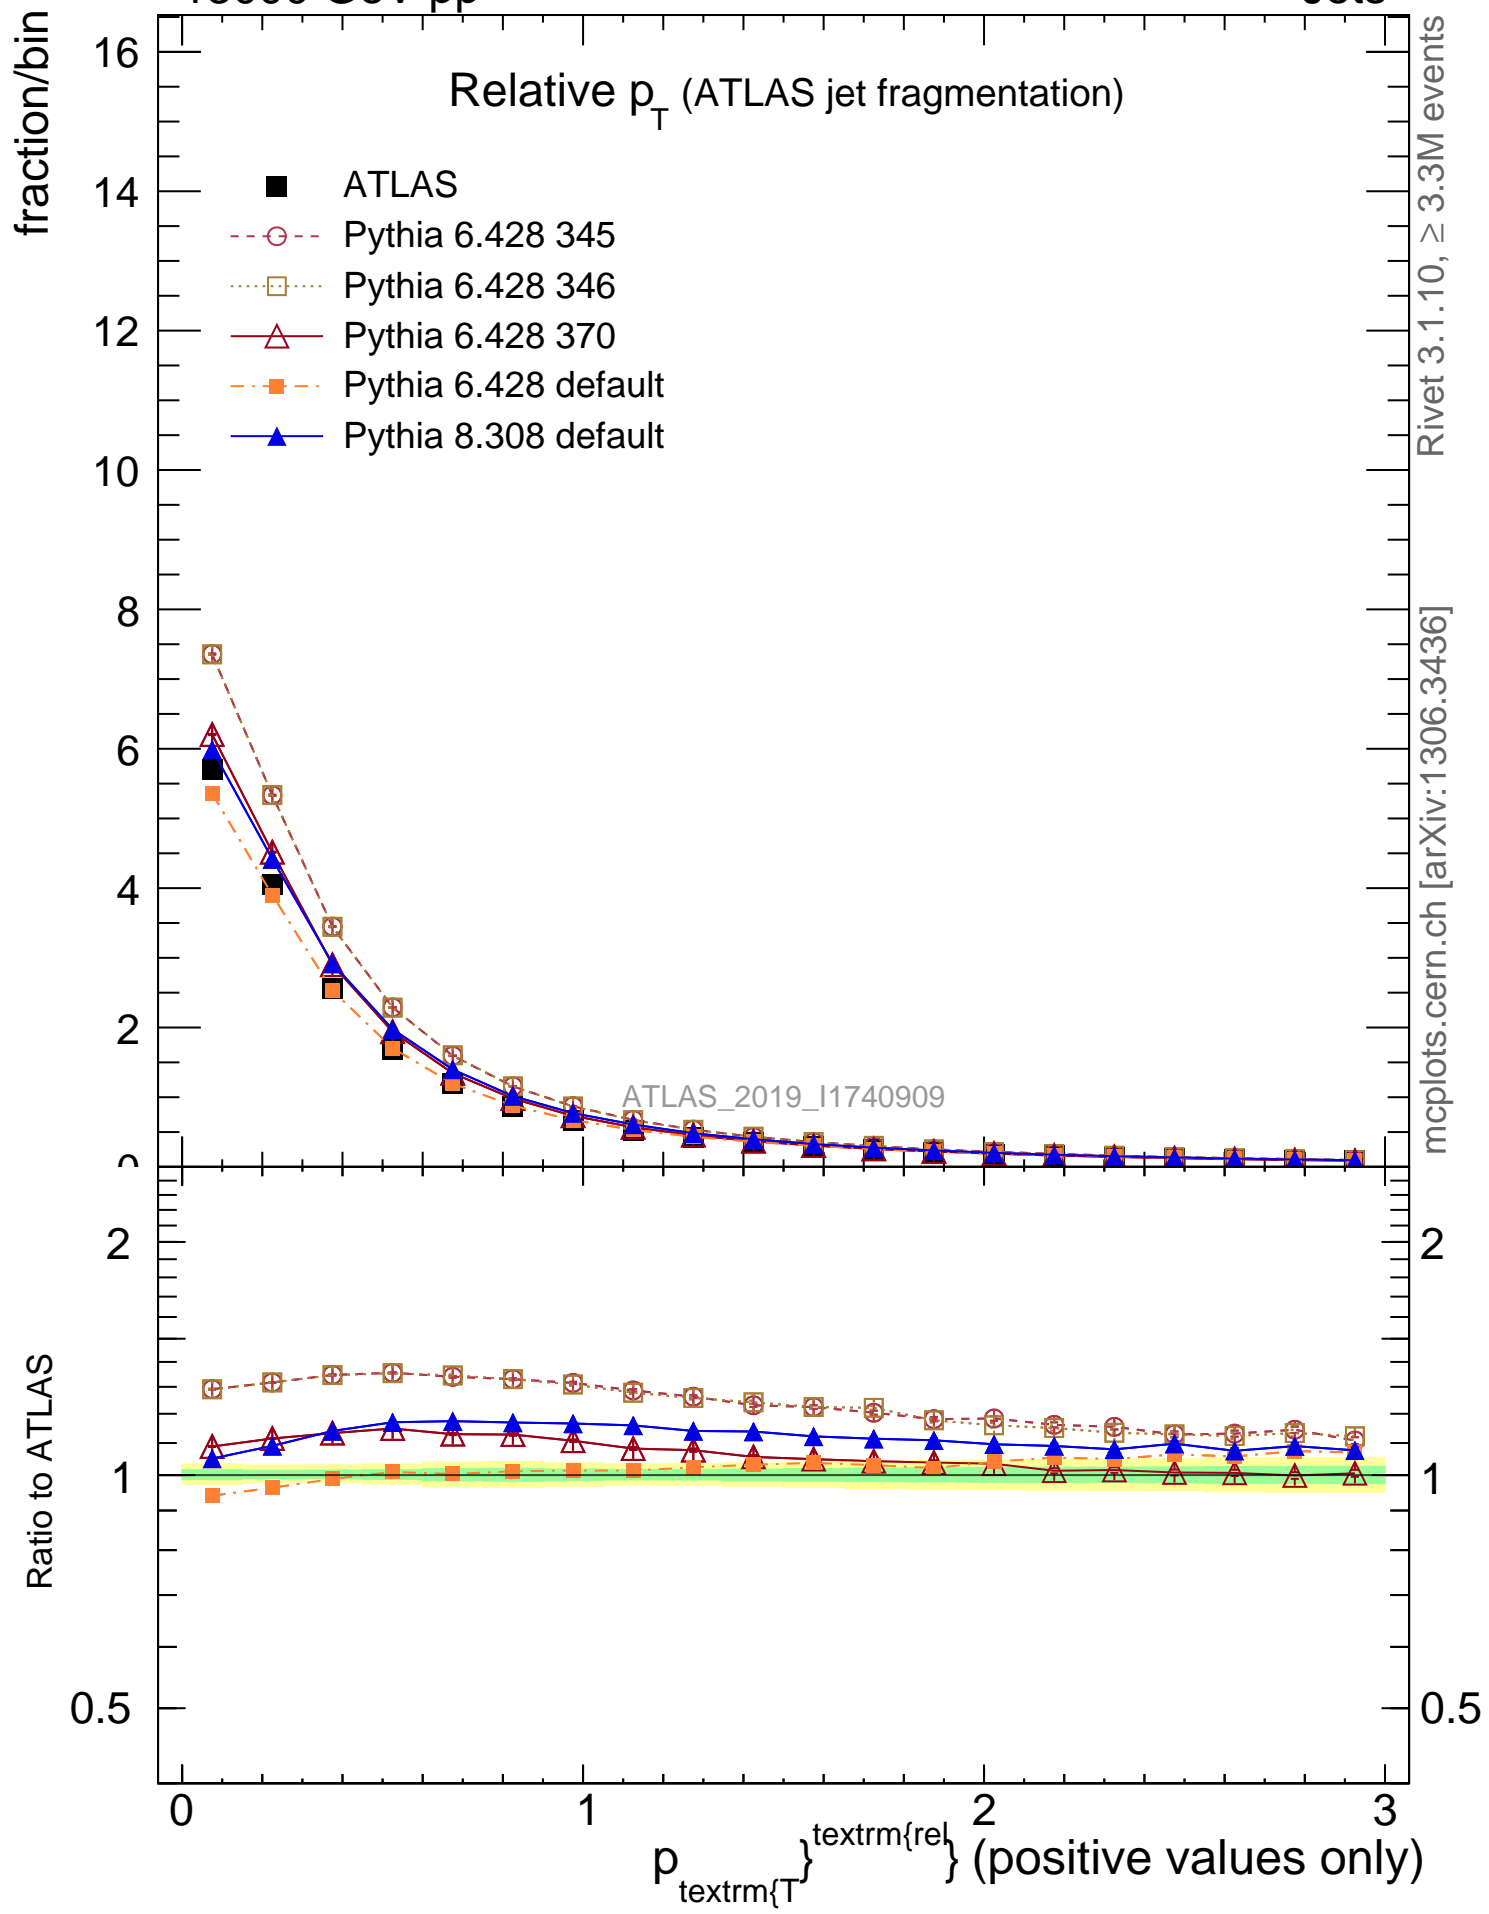 fraction/bin
Relative p_T (ATLAS jet fragmentation)
ATLAS
Pythia 6.428 345
Pythia 6.428 346
Pythia 6.428 370
Pythia 6.428 default
Pythia 8.308 default
16
14
12
10
8
6
4
2
0
ATLAS_2019_I1740909
Rivet 3.1.10, ≥ 3.3M events
mcplots.cern.ch [arXiv:1306.3436]
Ratio to ATLAS
2
1
0.5
2
1
0.5
0 1 2 3
p_textrm{T}^textrm{rel} (positive values only)